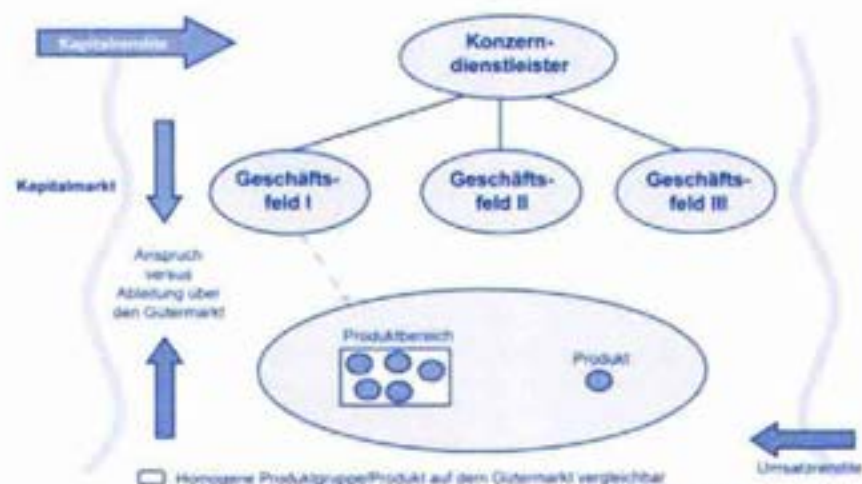 Kapitalrendite
Konzern-
dienstleister
Kapitalmarkt
Geschäfts-
feld I
Geschäfts-
feld II
Geschäfts-
feld III
Anspruch
versus
Ableitung über
den Gütermarkt
Produktbereich
Produkt
Umsatzrendite
Homogene Produktgruppe/Produkt auf dem Gütermarkt vergleichbar